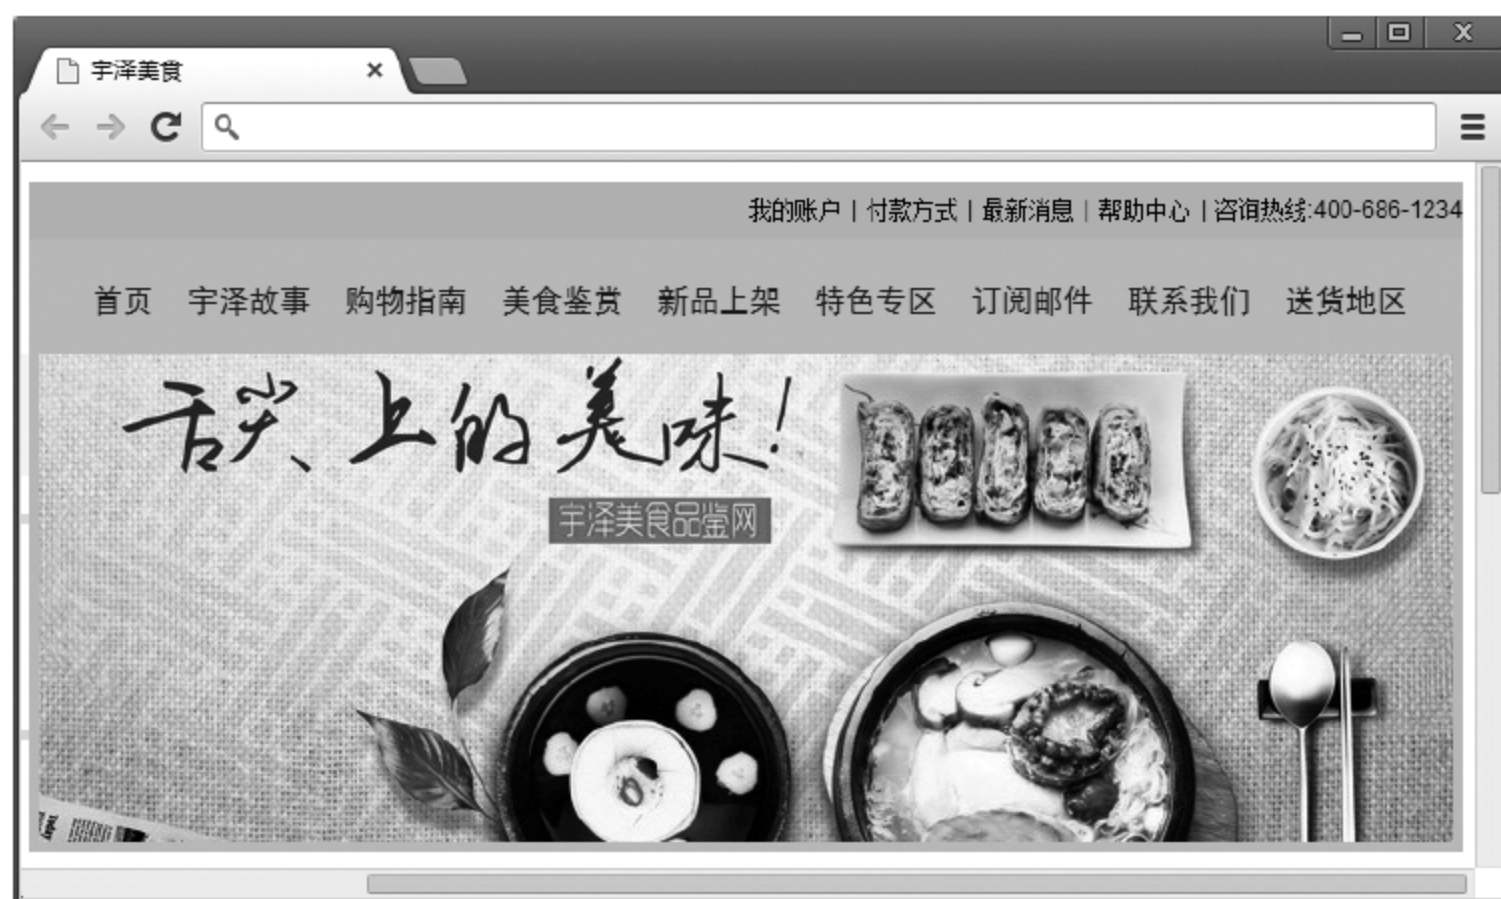 宇泽美食
我的账户 | 付款方式 | 最新消息 | 帮助中心 | 咨询热线:400-686-1234
首页 宇泽故事 购物指南 美食鉴赏 新品上架 特色专区 订阅邮件 联系我们 送货地区
舌尖上的美味!
宇泽美食品鉴网
Today